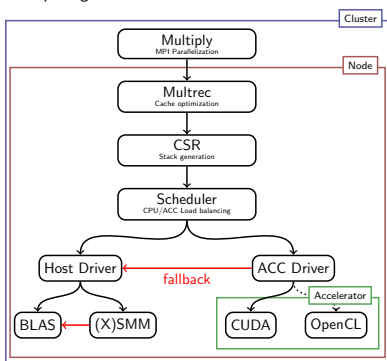 Cluster
Multiply
MPI Parallelization
Node
Multrec
Cache optimization
CSR
Stack generation
Scheduler
CPU/ACC Load balancing
Host Driver
ACC Driver
fallback
Accelerator
BLAS
(X)SMM
CUDA
OpenCL